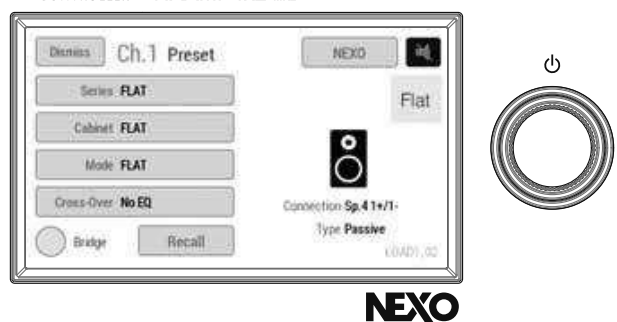 Dismiss Ch.1 Preset NEXO
Series FLAT
Flat
Cabinet FLAT
Mode FLAT
Cross-Over No EQ
Connection Sp.4 1+/1-
Type Passive
Bridge Recall
LOAD1.02
NEXO